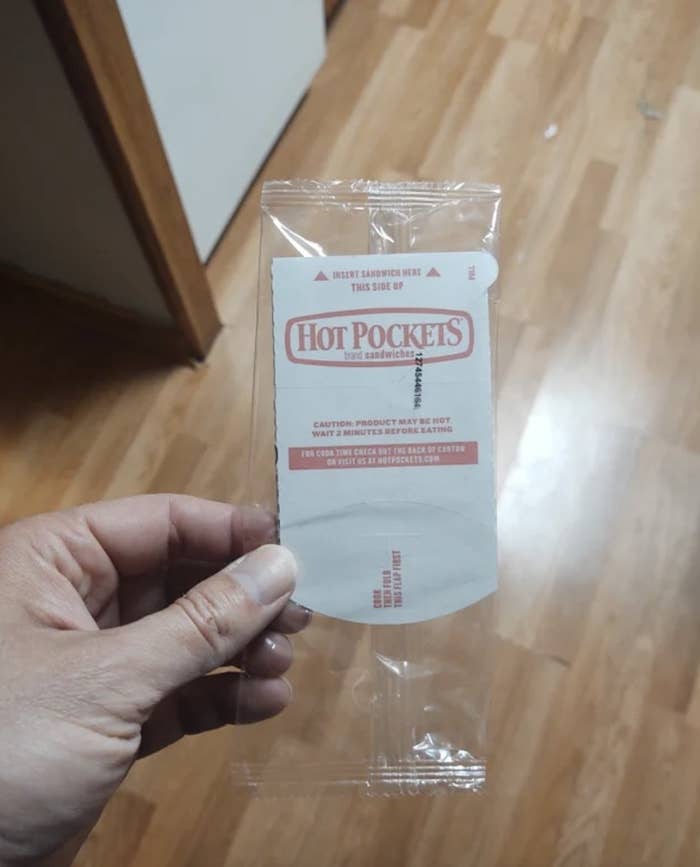 INSERT SANDWICH HERE
THIS SIDE UP
PULL
HOT POCKETS
brand sandwiches
12745446164
CAUTION: PRODUCT MAY BE HOT
WAIT 2 MINUTES BEFORE EATING
FOR COOK TIME CHECK OUT THE BACK OF CARTON
OR VISIT US AT HOTPOCKETS.COM
COOK
THEN FOLD
THIS FLAP FIRST